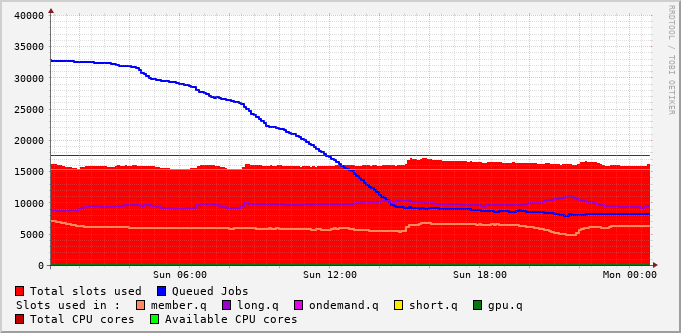 40000
35000
30000
25000
20000
15000
10000
5000
0
Sun 06:00 Sun 12:00 Sun 18:00 Mon 00:00
Total slots used Queued Jobs
Slots used in : member.q long.q ondemand.q short.q gpu.q
Total CPU cores Available CPU cores
RRDTOOL / TOBI OETIKER